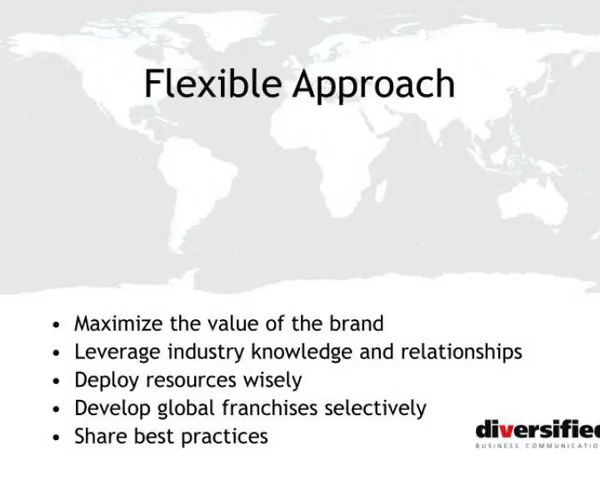 Flexible Approach
• Maximize the value of the brand
• Leverage industry knowledge and relationships
• Deploy resources wisely
• Develop global franchises selectively
• Share best practices
diversified
BUSINESS COMMUNICATIO